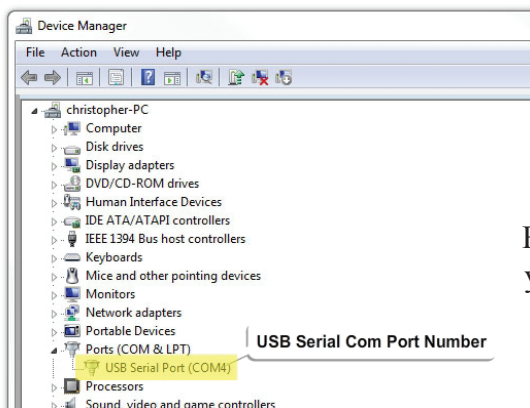 Device Manager
File Action View Help
christopher-PC
Computer
Disk drives
Display adapters
DVD/CD-ROM drives
Human Interface Devices
IDE ATA/ATAPI controllers
IEEE 1394 Bus host controllers
Keyboards
Mice and other pointing devices
Monitors
Network adapters
Portable Devices
Ports (COM & LPT)
USB Serial Com Port Number
USB Serial Port (COM4)
Processors
Sound, video and game controllers